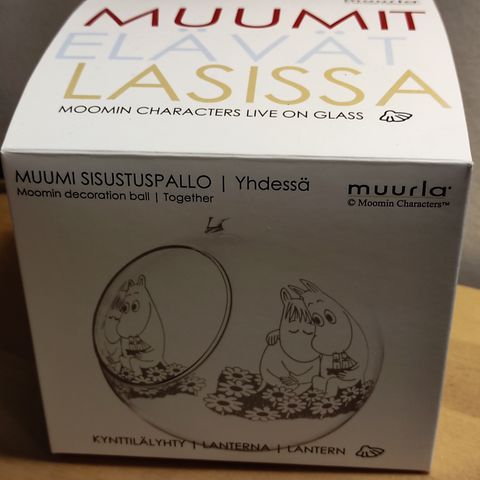 muurla
MUUMIT
ELÄVÄT
LASISSA
MOOMIN CHARACTERS LIVE ON GLASS
MUUMI SISUSTUSPALLO | Yhdessä
Moomin decoration ball | Together
muurla
© Moomin Characters™
KYNTTILÄLYHTY | LANTERNA | LANTERN